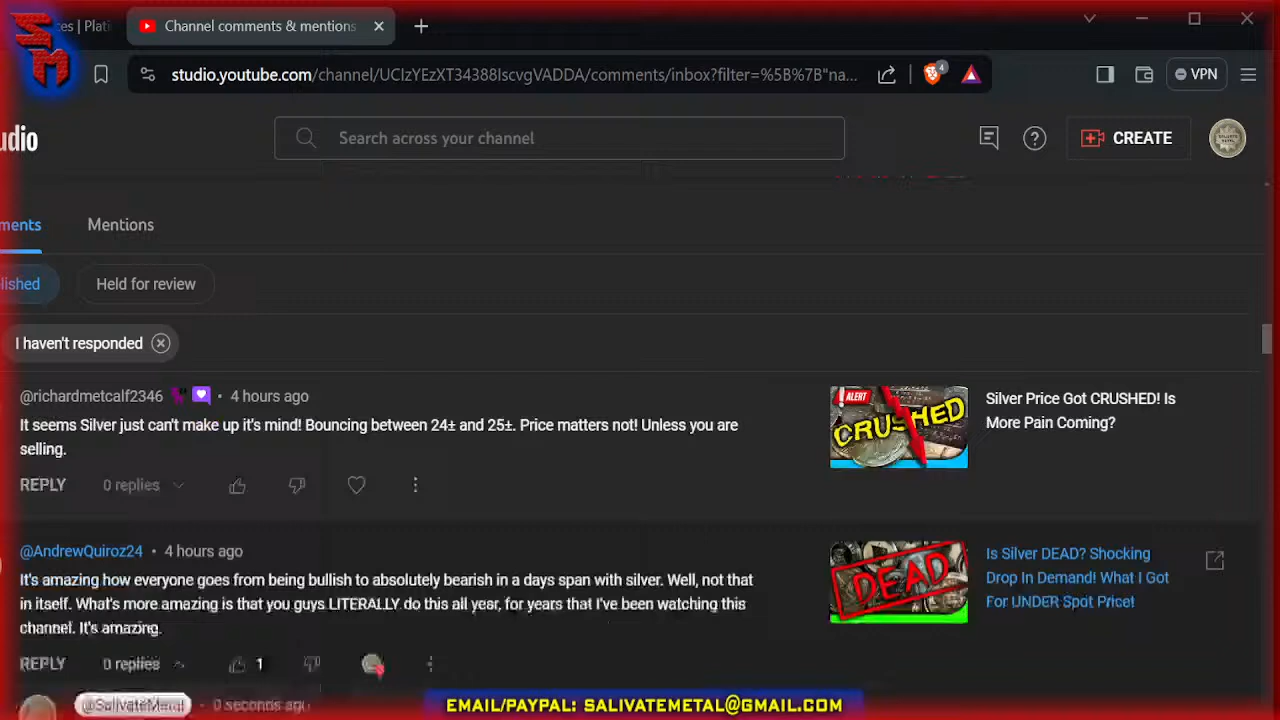 SM
ces | Plati
Channel comments & mentions
studio.youtube.com/channel/UCIzYEzXT34388IscvgVADDA/comments/inbox?filter=%5B%7B"na...
4
VPN
udio
Search across your channel
CREATE
ments
Mentions
lished
Held for review
I haven't responded
@richardmetcalf2346 • 4 hours ago
It seems Silver just can't make up it's mind! Bouncing between 24± and 25±. Price matters not! Unless you are
selling.
REPLY
0 replies
ALERT
CRUSHED
Silver Price Got CRUSHED! Is
More Pain Coming?
@AndrewQuiroz24 • 4 hours ago
It's amazing how everyone goes from being bullish to absolutely bearish in a days span with silver. Well, not that
in itself. What's more amazing is that you guys LITERALLY do this all year, for years that I've been watching this
channel. It's amazing.
REPLY
0 replies
1
DEAD
Is Silver DEAD? Shocking
Drop In Demand! What I Got
For UNDER Spot Price!
@SalivateMetal • 0 seconds ago
EMAIL/PAYPAL: SALIVATEMETAL@GMAIL.COM